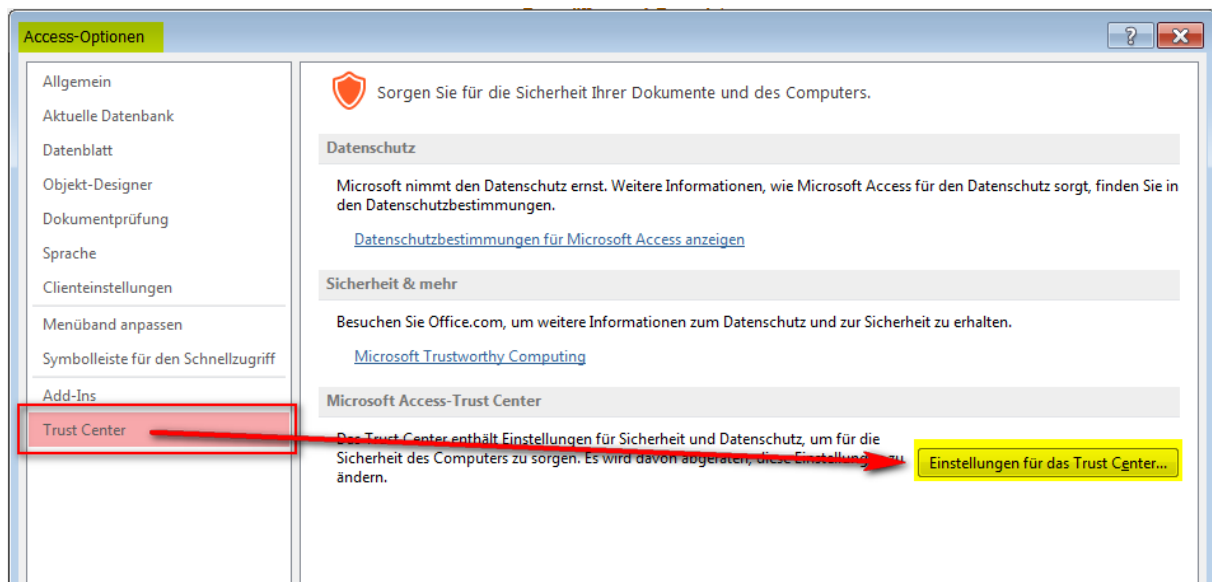 Access-Optionen
Allgemein
Aktuelle Datenbank
Datenblatt
Objekt-Designer
Dokumentprüfung
Sprache
Clienteinstellungen
Menüband anpassen
Symbolleiste für den Schnellzugriff
Add-Ins
Trust Center
Sorgen Sie für die Sicherheit Ihrer Dokumente und des Computers.
Datenschutz
Microsoft nimmt den Datenschutz ernst. Weitere Informationen, wie Microsoft Access für den Datenschutz sorgt, finden Sie in
den Datenschutzbestimmungen.
Datenschutzbestimmungen für Microsoft Access anzeigen
Sicherheit & mehr
Besuchen Sie Office.com, um weitere Informationen zum Datenschutz und zur Sicherheit zu erhalten.
Microsoft Trustworthy Computing
Microsoft Access-Trust Center
Das Trust Center enthält Einstellungen für Sicherheit und Datenschutz, um für die
Sicherheit des Computers zu sorgen. Es wird davon abgeraten, diese Einstellungen zu
ändern.
Einstellungen für das Trust Center...